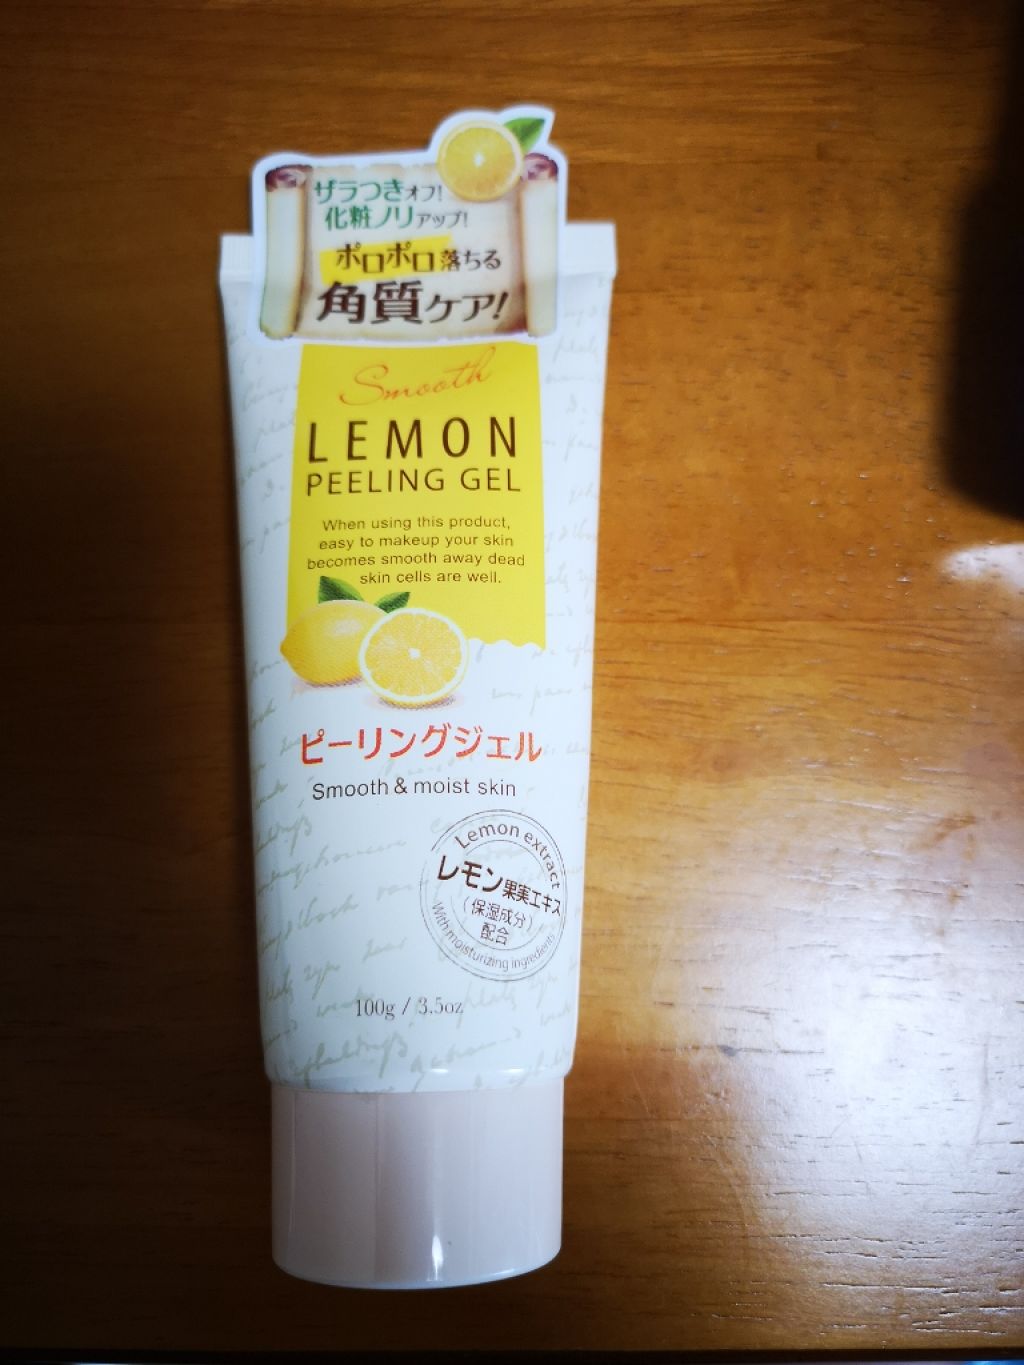 ザラつきオフ!
化粧ノリアップ!
ポロポロ落ちる
角質ケア!
Smooth
LEMON
PEELING GEL
When using this product,
easy to makeup your skin
becomes smooth away dead
skin cells are well.
ピーリングジェル
Smooth & moist skin
Lemon extract
レモン果実エキス
(保湿成分)
配合
With moisturizing ingredients
100g / 3.5oz